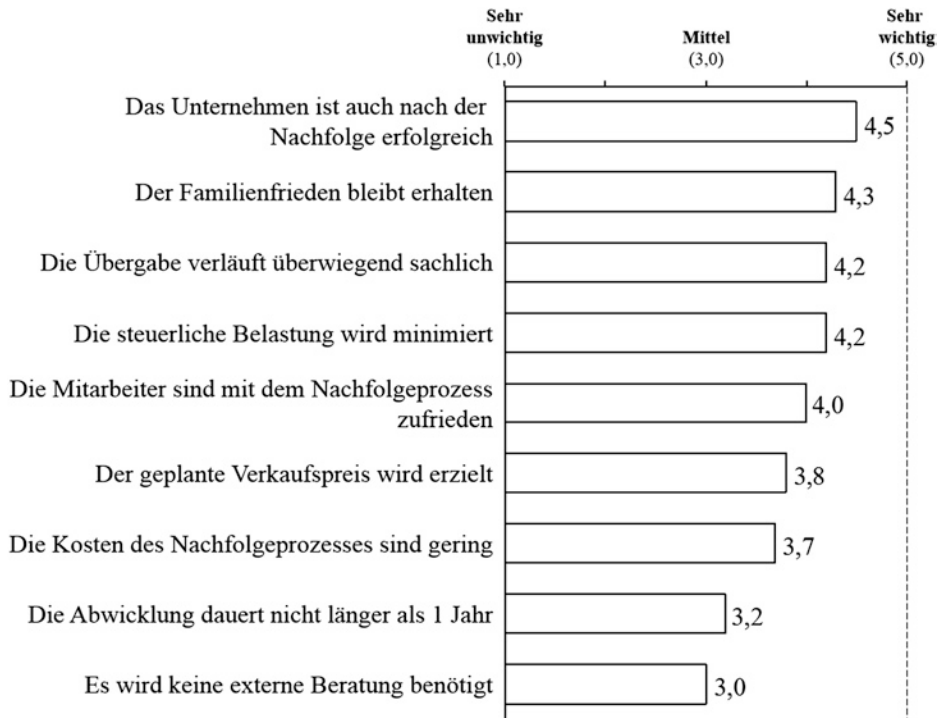 Sehr
unwichtig
(1,0)
Mittel
(3,0)
Sehr
wichtig
(5,0)
Das Unternehmen ist auch nach der
Nachfolge erfolgreich
4,5
Der Familienfrieden bleibt erhalten
4,3
Die Übergabe verläuft überwiegend sachlich
4,2
Die steuerliche Belastung wird minimiert
4,2
Die Mitarbeiter sind mit dem Nachfolgeprozess
zufrieden
4,0
Der geplante Verkaufspreis wird erzielt
3,8
Die Kosten des Nachfolgeprozesses sind gering
3,7
Die Abwicklung dauert nicht länger als 1 Jahr
3,2
Es wird keine externe Beratung benötigt
3,0